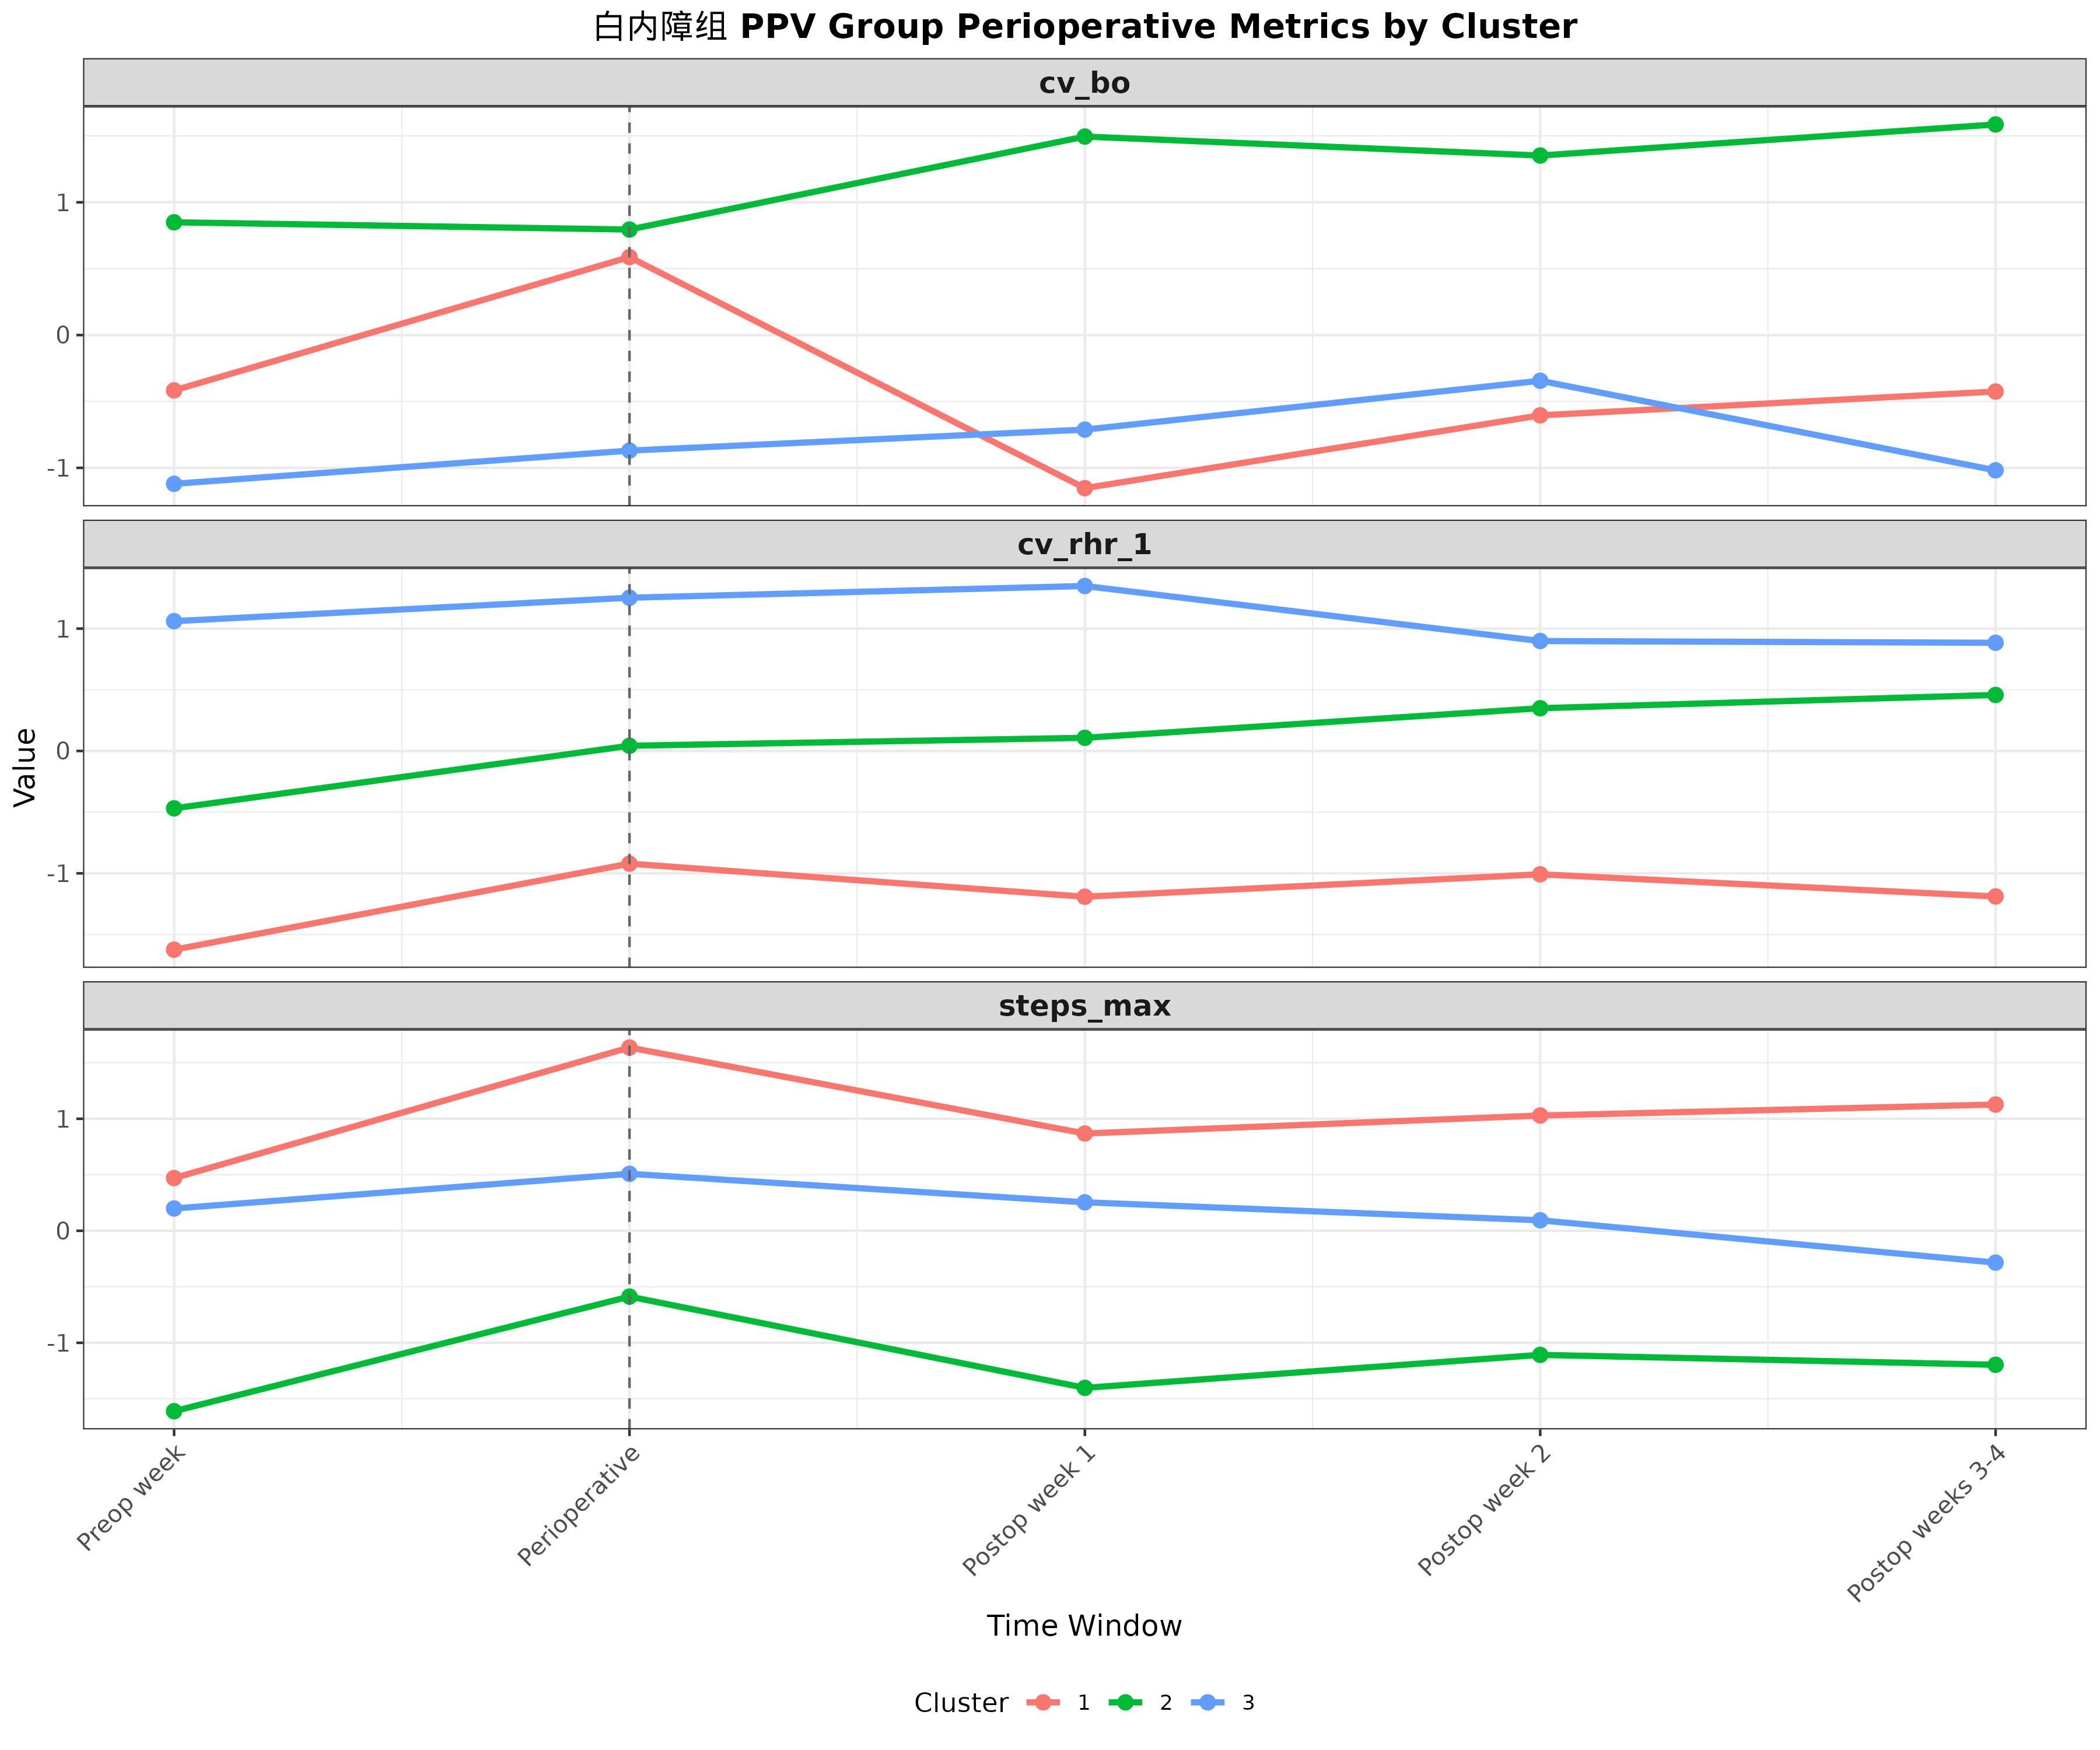 白内障组 PPV Group Perioperative Metrics by Cluster
cv_bo
1
0
-1
cv_rhr_1
1
0
-1
steps_max
1
0
-1
Value
Preop week
Perioperative
Postop week 1
Postop week 2
Postop weeks 3-4
Time Window
Cluster 1 2 3